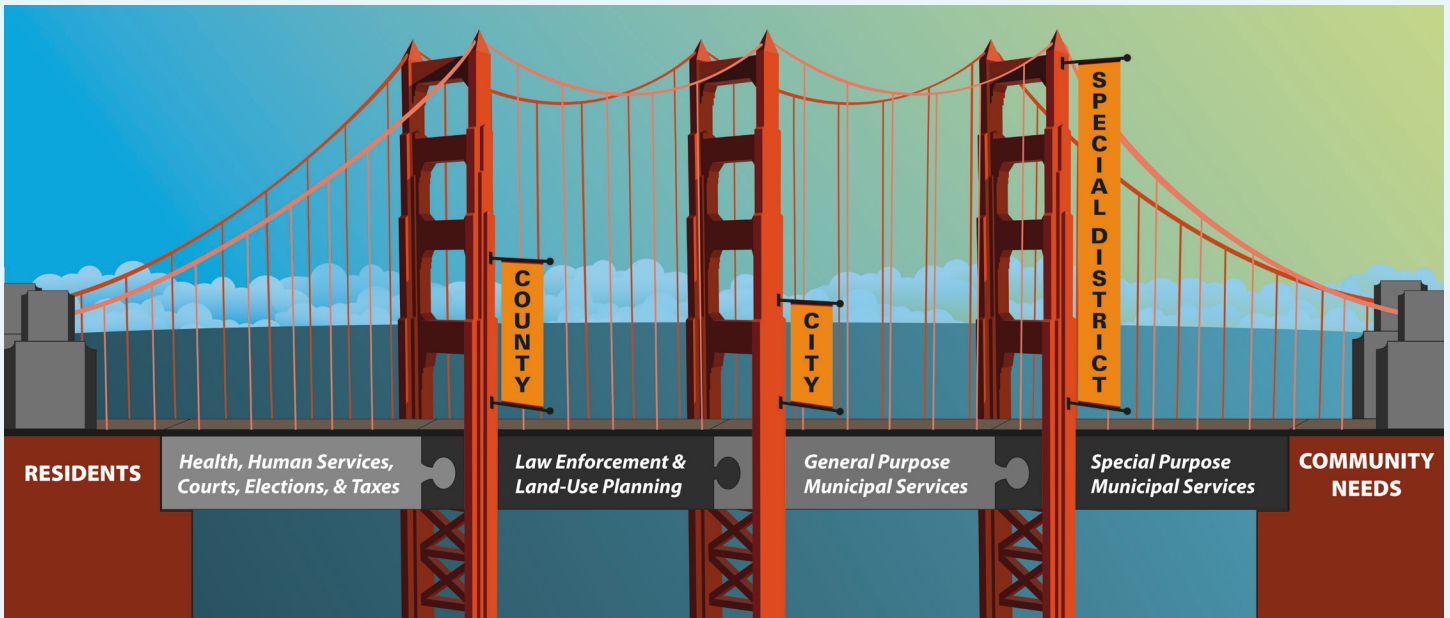 SPECIAL DISTRICT
COUNTY
CITY
RESIDENTS
Health, Human Services,
Courts, Elections, & Taxes
Law Enforcement &
Land-Use Planning
General Purpose
Municipal Services
Special Purpose
Municipal Services
COMMUNITY
NEEDS